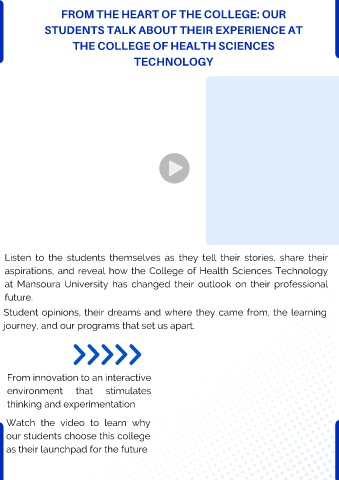 FROM THE HEART OF THE COLLEGE: OUR
STUDENTS TALK ABOUT THEIR EXPERIENCE AT
THE COLLEGE OF HEALTH SCIENCES
TECHNOLOGY
Listen to the students themselves as they tell their stories, share their
aspirations, and reveal how the College of Health Sciences Technology
at Mansoura University has changed their outlook on their professional
future.
Student opinions, their dreams and where they came from, the learning
journey, and our programs that set us apart.
From innovation to an interactive
environment that stimulates
thinking and experimentation
Watch the video to learn why
our students choose this college
as their launchpad for the future